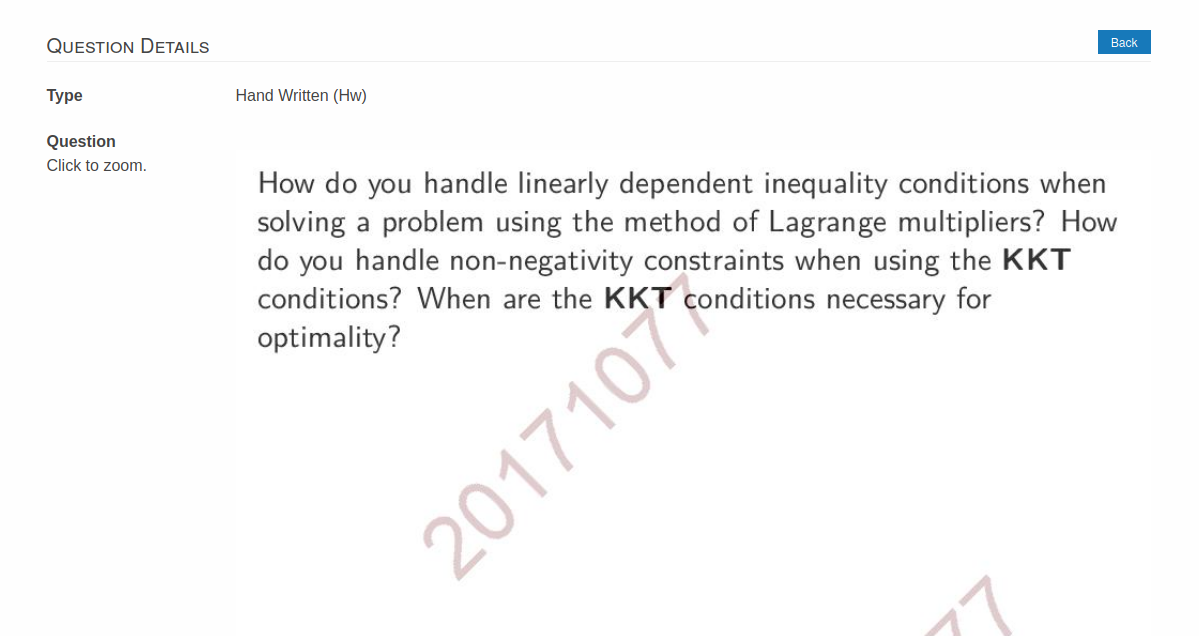 QUESTION DETAILS
Back
Type
Hand Written (Hw)
Question
Click to zoom.
How do you handle linearly dependent inequality conditions when
solving a problem using the method of Lagrange multipliers? How
do you handle non-negativity constraints when using the KKT
conditions? When are the KKT conditions necessary for
optimality?
20171077
77